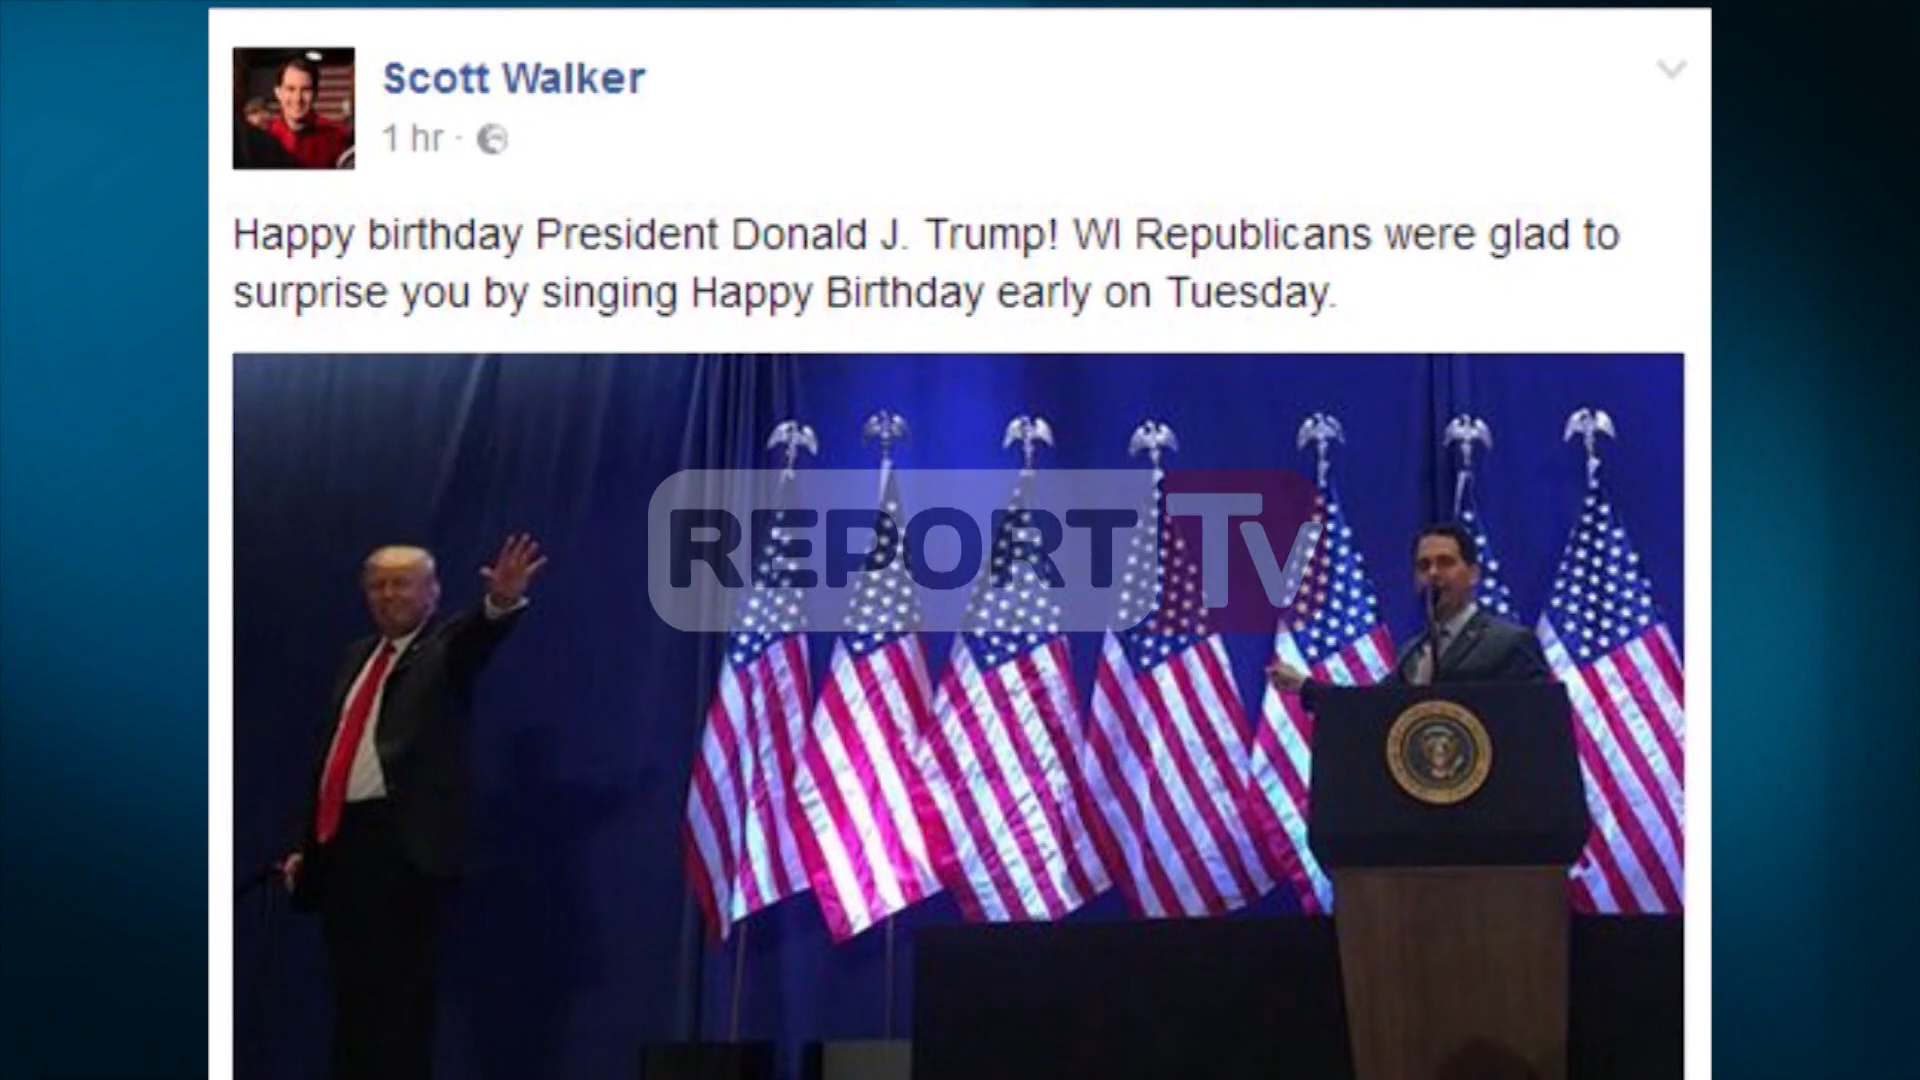 Scott Walker
1 hr ·
Happy birthday President Donald J. Trump! WI Republicans were glad to
surprise you by singing Happy Birthday early on Tuesday.
REPORT Tv